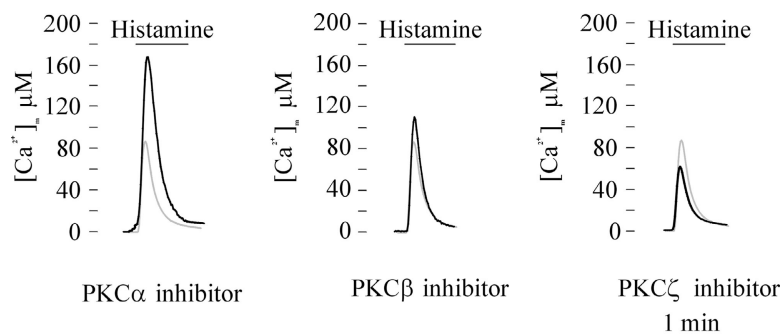 200
160
120
80
40
0
[Ca²⁺]ₘ μM
Histamine
PKCα inhibitor
200
160
120
80
40
0
[Ca²⁺]ₘ μM
Histamine
PKCβ inhibitor
200
160
120
80
40
0
[Ca²⁺]ₘ μM
Histamine
PKCζ inhibitor
1 min